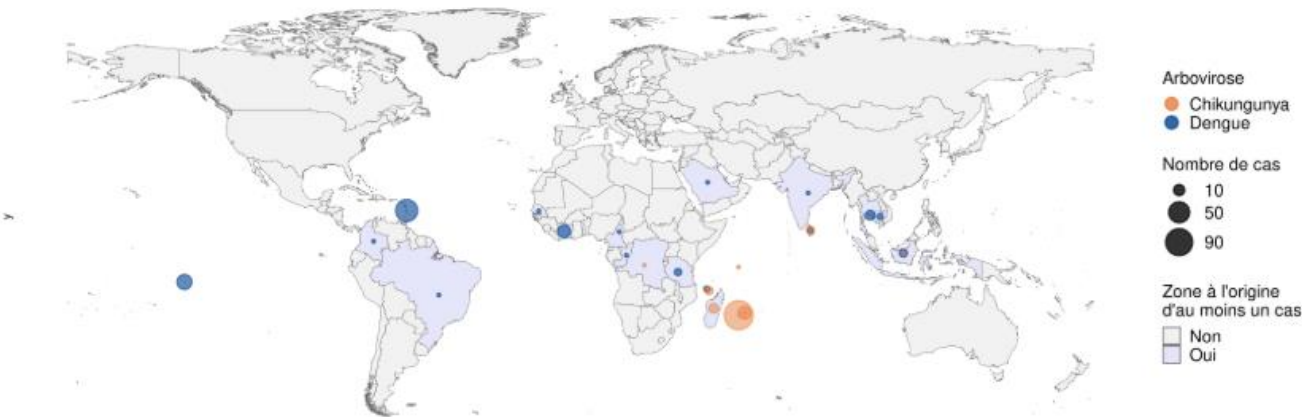 Arbovirose
Chikungunya
Dengue
Nombre de cas
10
50
90
Zone à l'origine
d'au moins un cas
Non
Oui
y